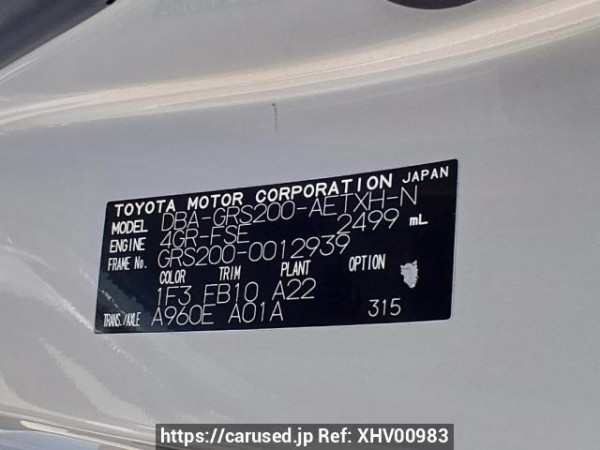 TOYOTA MOTOR CORPORATION JAPAN
MODEL DBA-GRS200-AETXH-N
ENGINE 4GR-FSE 2499 mL
FRAME No. GRS200-0012939
COLOR TRIM PLANT OPTION
1F3 FB10 A22
TRANS./AXLE A960E A01A 315
https://carused.jp Ref: XHV00983